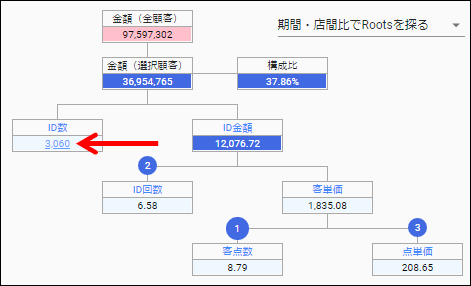 金額（全顧客）
97,597,302
期間・店間比でRootsを探る
金額（選択顧客）
36,954,765
構成比
37.86%
ID数
3,060
ID金額
12,076.72
2
ID回数
6.58
客単価
1,835.08
1
客点数
8.79
3
点単価
208.65